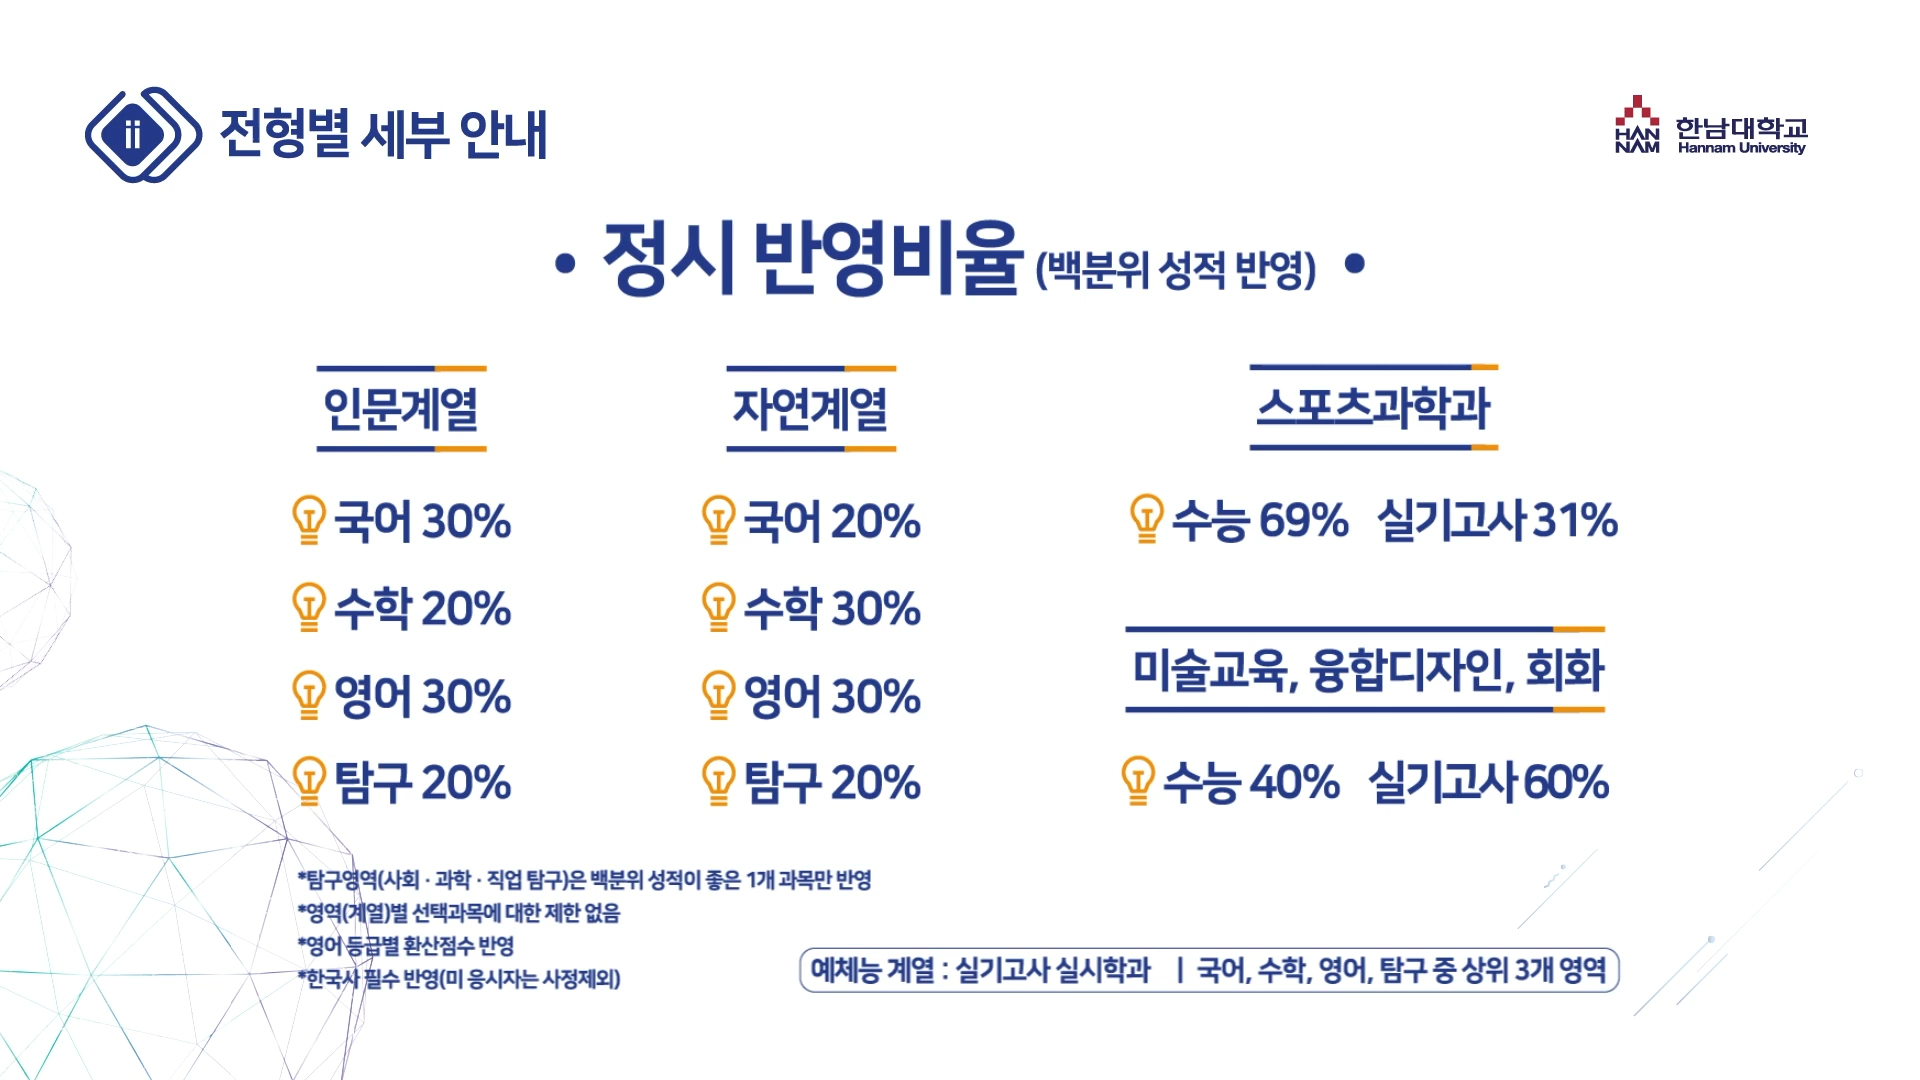 ii 전형별 세부 안내
HAN
NAM
한남대학교
Hannam University
• 정시 반영비율 (백분위 성적 반영) •
인문계열
국어 30%
수학 20%
영어 30%
탐구 20%
자연계열
국어 20%
수학 30%
영어 30%
탐구 20%
스포츠과학과
수능 69% 실기고사 31%
미술교육, 융합디자인, 회화
수능 40% 실기고사 60%
*탐구영역(사회 · 과학 · 직업 탐구)은 백분위 성적이 좋은 1개 과목만 반영
*영역(계열)별 선택과목에 대한 제한 없음
*영어 등급별 환산점수 반영
*한국사 필수 반영(미 응시자는 사정제외)
예체능 계열 : 실기고사 실시학과 | 국어, 수학, 영어, 탐구 중 상위 3개 영역